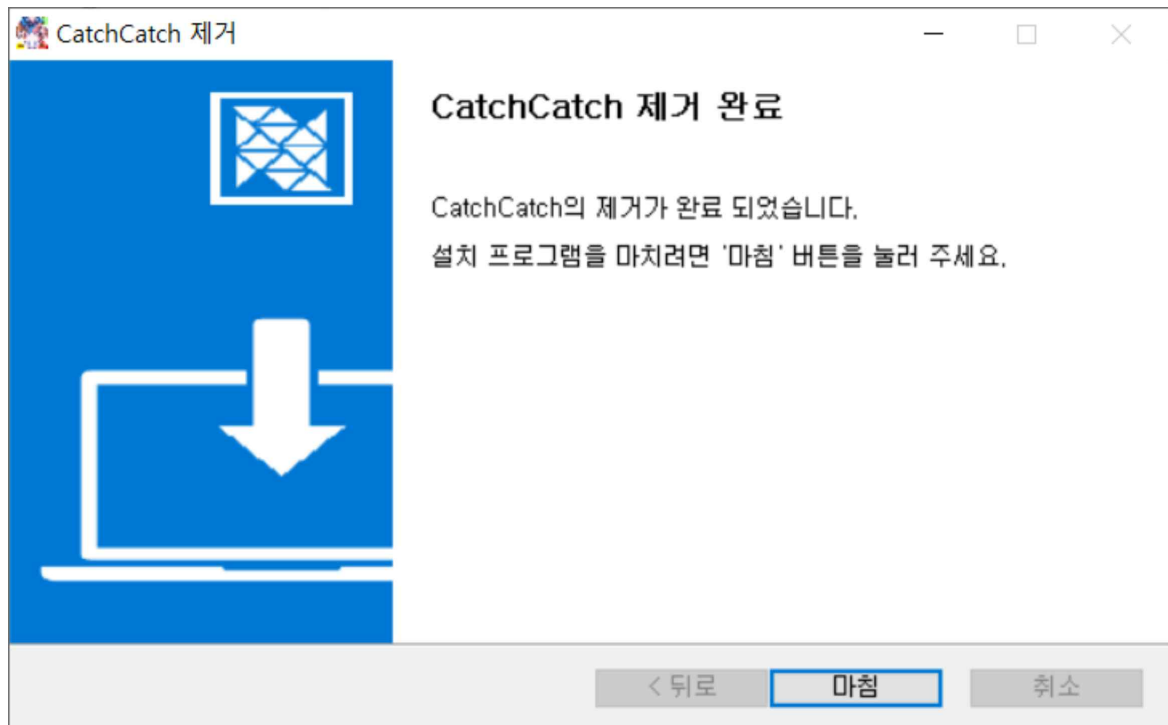 CatchCatch 제거
CatchCatch 제거 완료
CatchCatch의 제거가 완료 되었습니다.
설치 프로그램을 마치려면 '마침' 버튼을 눌러 주세요.
< 뒤로
마침
취소